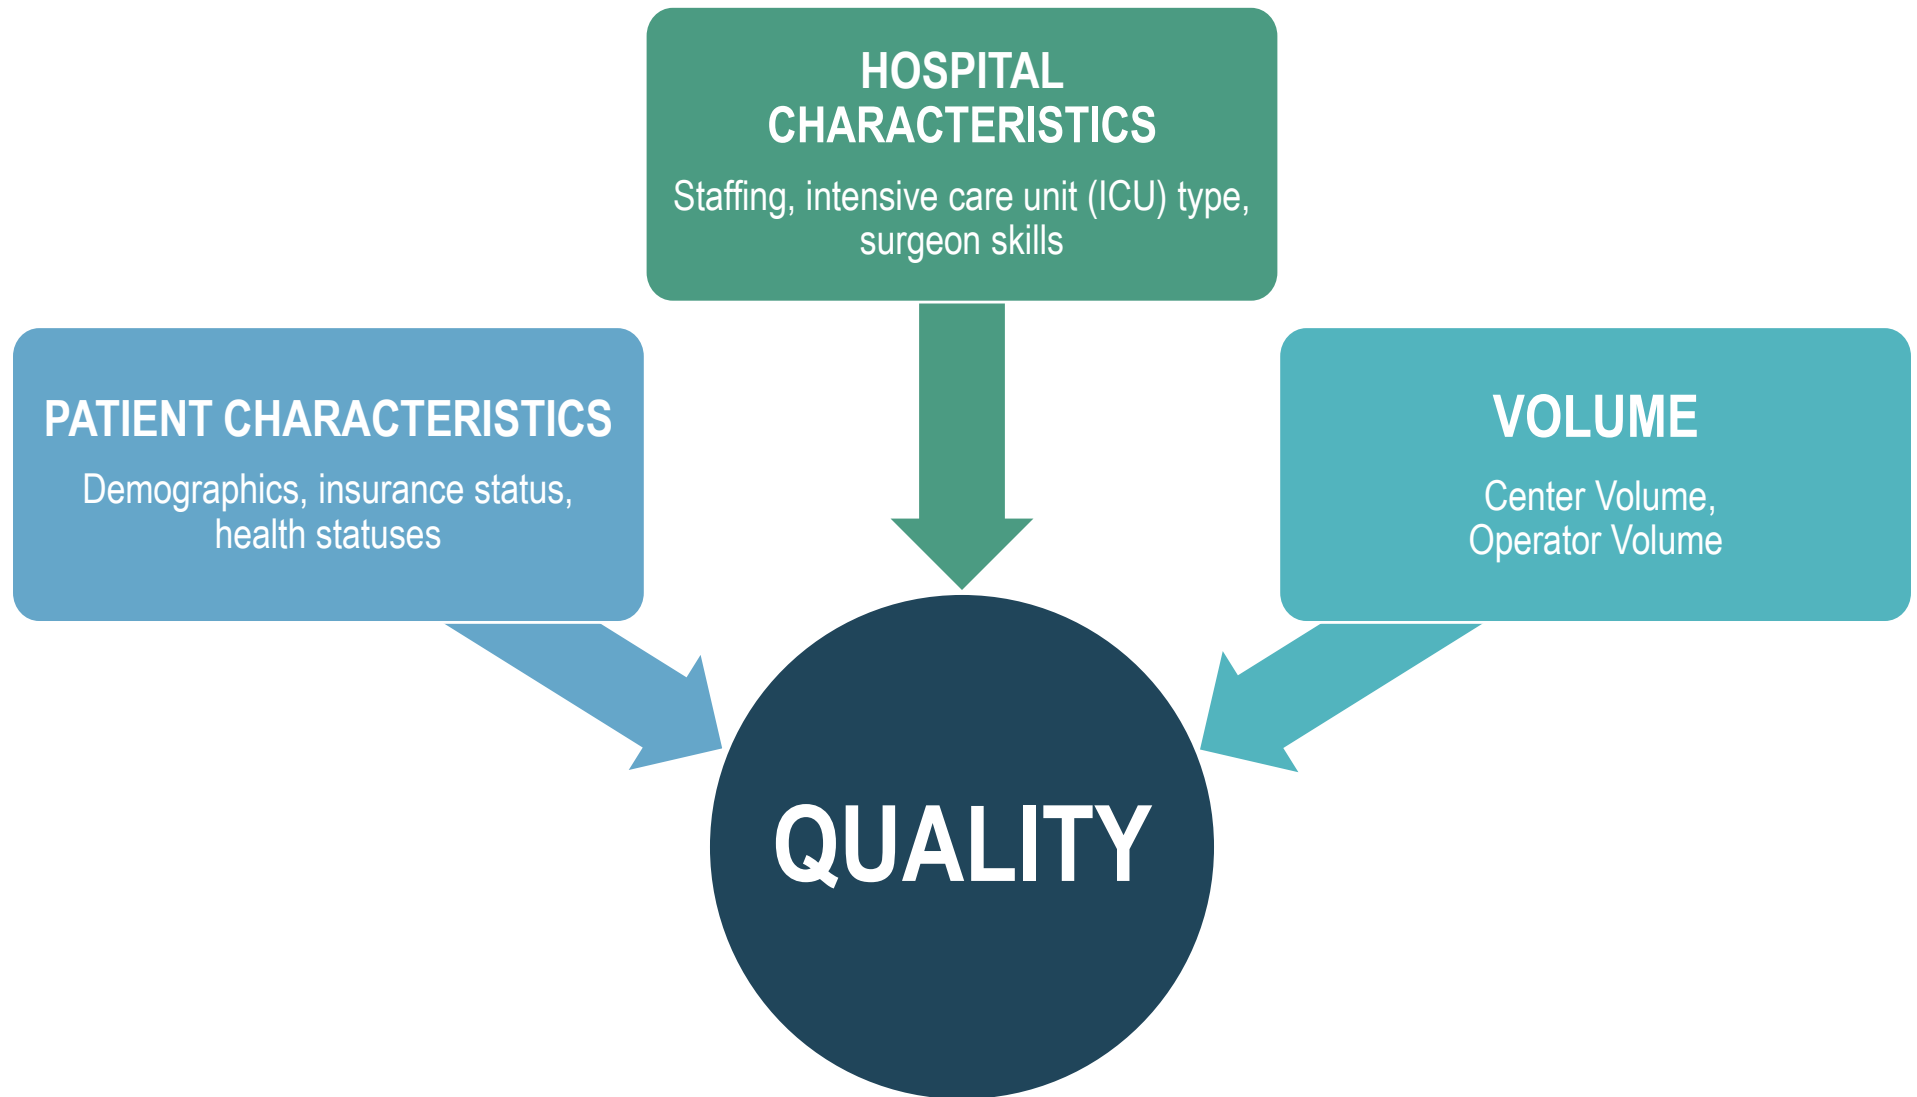 HOSPITAL
CHARACTERISTICS
Staffing, intensive care unit (ICU) type,
surgeon skills
PATIENT CHARACTERISTICS
Demographics, insurance status,
health statuses
VOLUME
Center Volume,
Operator Volume
QUALITY